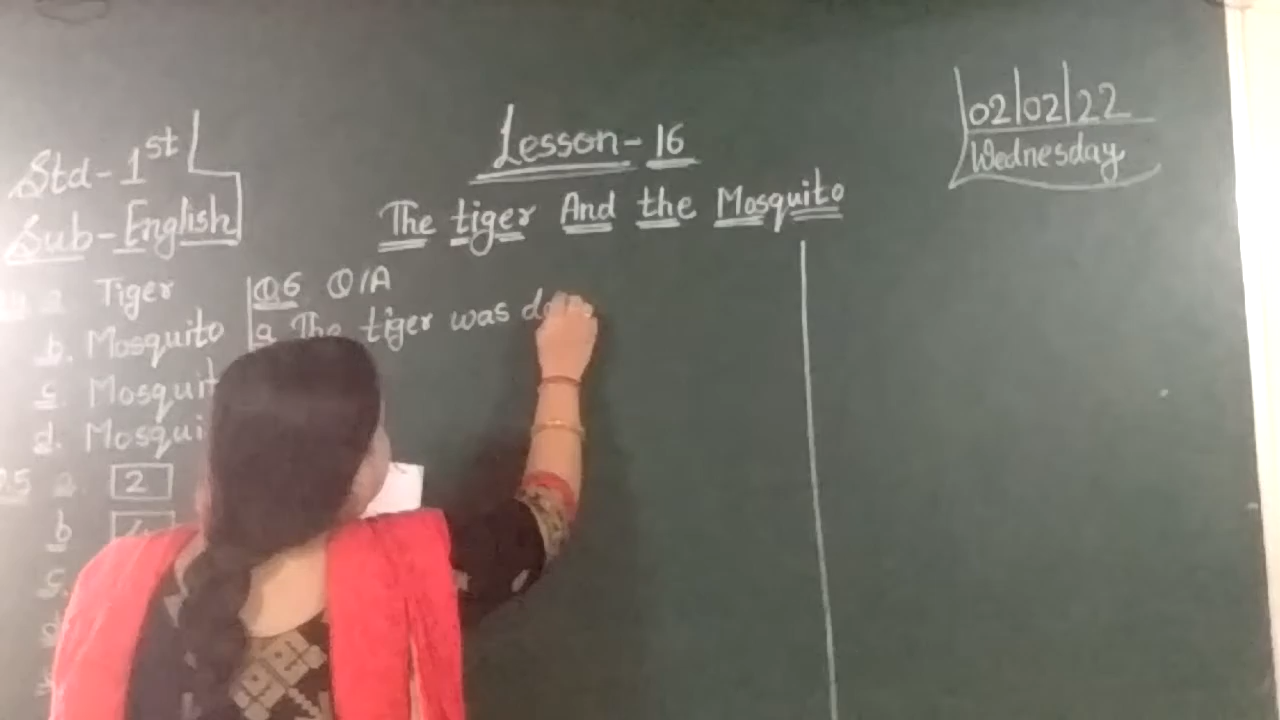 Std-1st
Sub-English
Lesson-16
The tiger And the Mosquito
02/02/22
Wednesday
a Tiger
b. Mosquito
c. Mosquit
d. Mosqui
a 2
b
c.
d
Q6 Q/A
a The tiger was